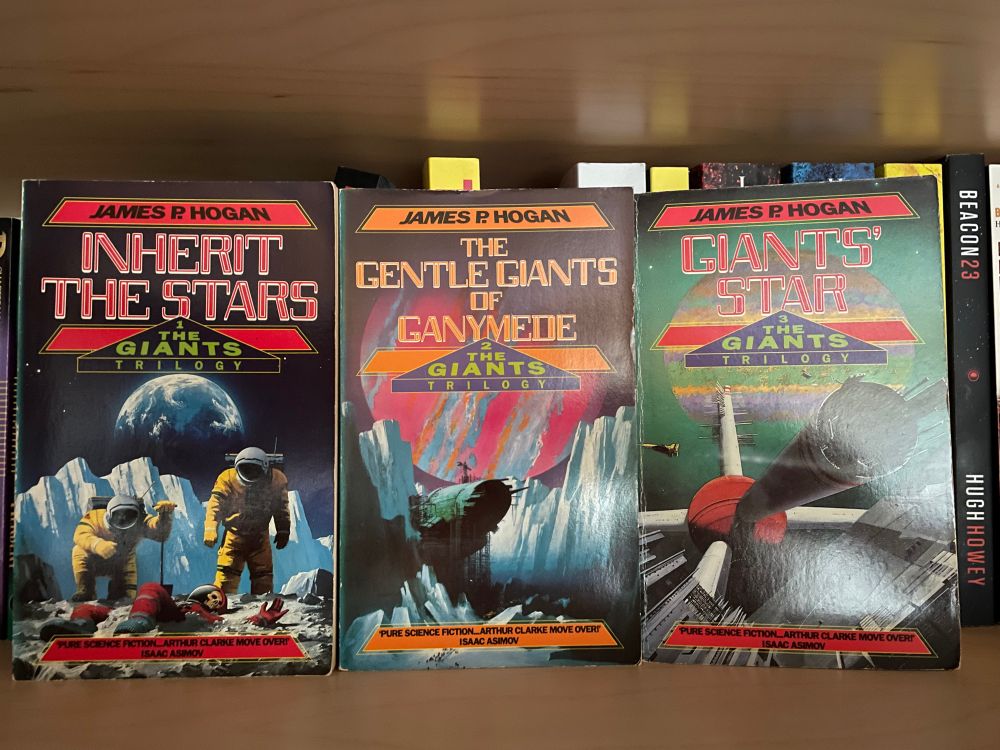 JAMES P. HOGAN
INHERIT
THE STARS
1
THE
GIANTS
TRILOGY
'PURE SCIENCE FICTION...ARTHUR CLARKE MOVE OVER!'
ISAAC ASIMOV
JAMES P. HOGAN
THE
GENTLE GIANTS
OF
GANYMEDE
2
THE
GIANTS
TRILOGY
'PURE SCIENCE FICTION...ARTHUR CLARKE MOVE OVER!'
ISAAC ASIMOV
JAMES P. HOGAN
GIANTS'
STAR
3
THE
GIANTS
TRILOGY
'PURE SCIENCE FICTION...ARTHUR CLARKE MOVE OVER!'
ISAAC ASIMOV
BEACON 23
HUGH HOWEY